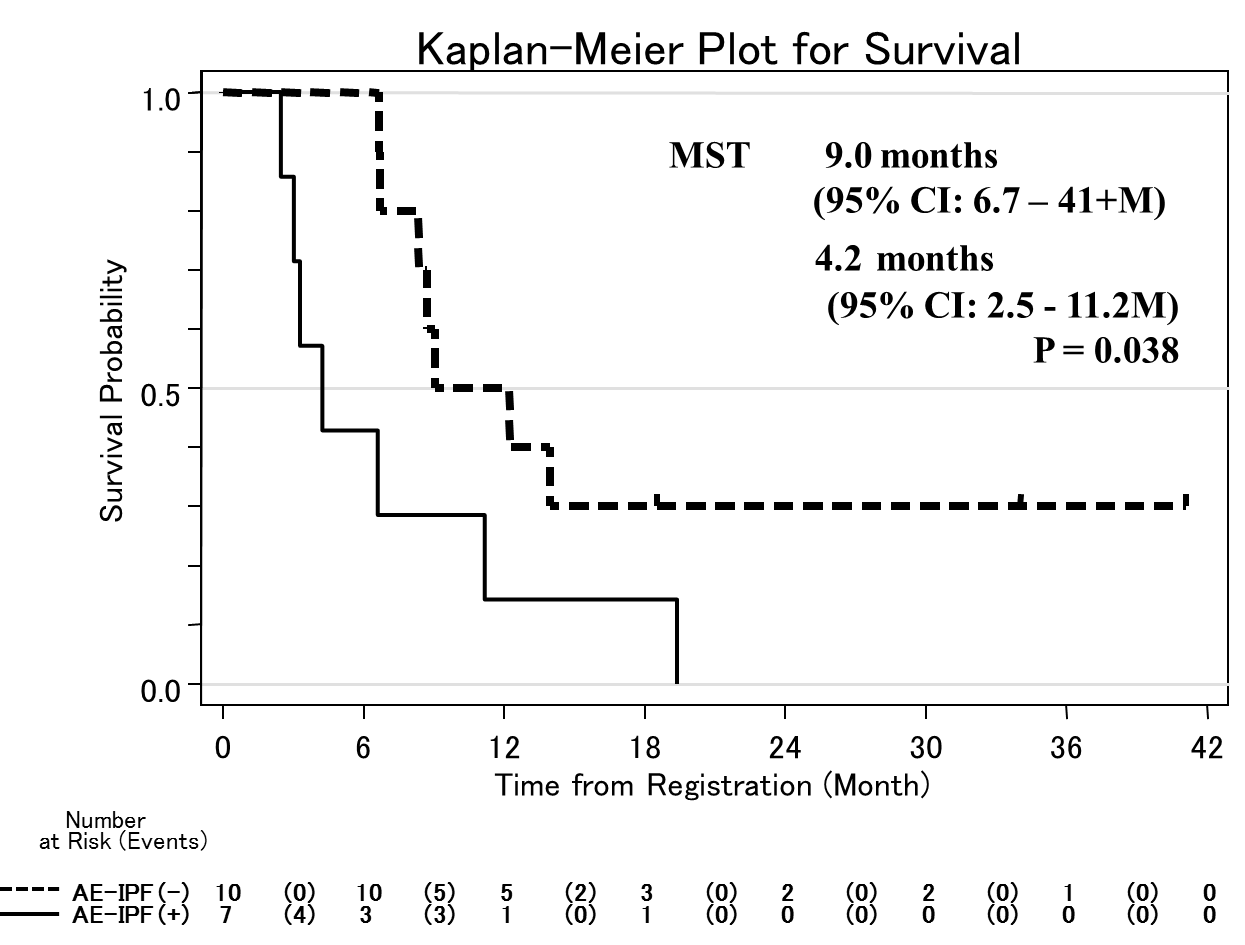 Kaplan-Meier Plot for Survival
MST 9.0 months
(95% CI: 6.7 – 41+M)
4.2 months
(95% CI: 2.5 - 11.2M)
P = 0.038
Survival Probability
1.0
0.5
0.0
0 6 12 18 24 30 36 42
Time from Registration (Month)
Number
at Risk (Events)
AE-IPF(-) 10 (0) 10 (5) 5 (2) 3 (0) 2 (0) 2 (0) 1 (0) 0
AE-IPF(+) 7 (4) 3 (3) 1 (0) 1 (0) 0 (0) 0 (0) 0 (0) 0